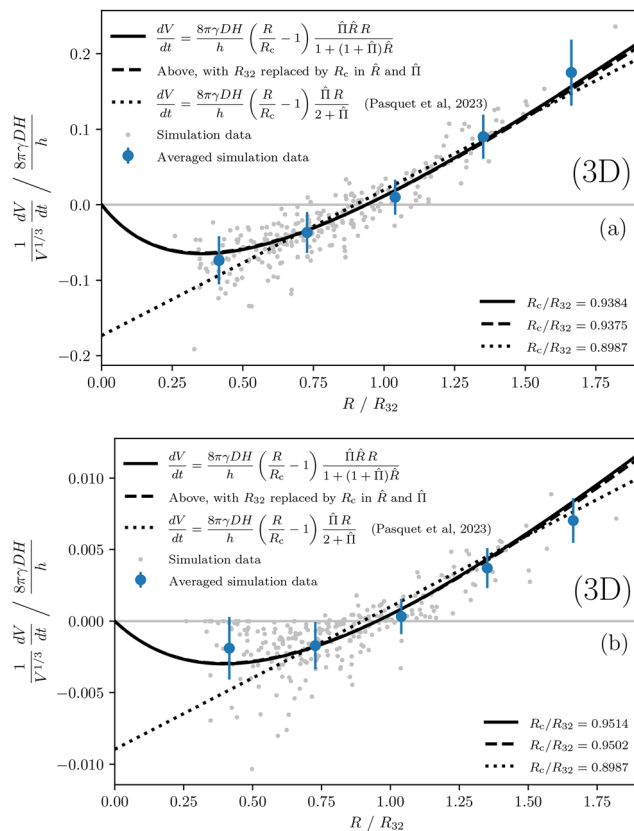 dV/dt = 8πγDH/h (R/R_c − 1) Π̂R̂R/(1 + (1 + Π̂)R̂)
Above, with R_32 replaced by R_c in R̂ and Π̂
dV/dt = 8πγDH/h (R/R_c − 1) Π̂R/(2 + Π̂) (Pasquet et al, 2023)
Simulation data
Averaged simulation data
0.2
0.1
0.0
−0.1
−0.2
1/V^{1/3} dV/dt / 8πγDH/h
(3D)
(a)
R_c/R_32 = 0.9384
R_c/R_32 = 0.9375
R_c/R_32 = 0.8987
0.00 0.25 0.50 0.75 1.00 1.25 1.50 1.75
R / R_32
dV/dt = 8πγDH/h (R/R_c − 1) Π̂R̂R/(1 + (1 + Π̂)R̂)
Above, with R_32 replaced by R_c in R̂ and Π̂
dV/dt = 8πγDH/h (R/R_c − 1) Π̂R/(2 + Π̂) (Pasquet et al, 2023)
Simulation data
Averaged simulation data
0.010
0.005
0.000
−0.005
−0.010
1/V^{1/3} dV/dt / 8πγDH/h
(3D)
(b)
R_c/R_32 = 0.9514
R_c/R_32 = 0.9502
R_c/R_32 = 0.8987
0.00 0.25 0.50 0.75 1.00 1.25 1.50 1.75
R / R_32